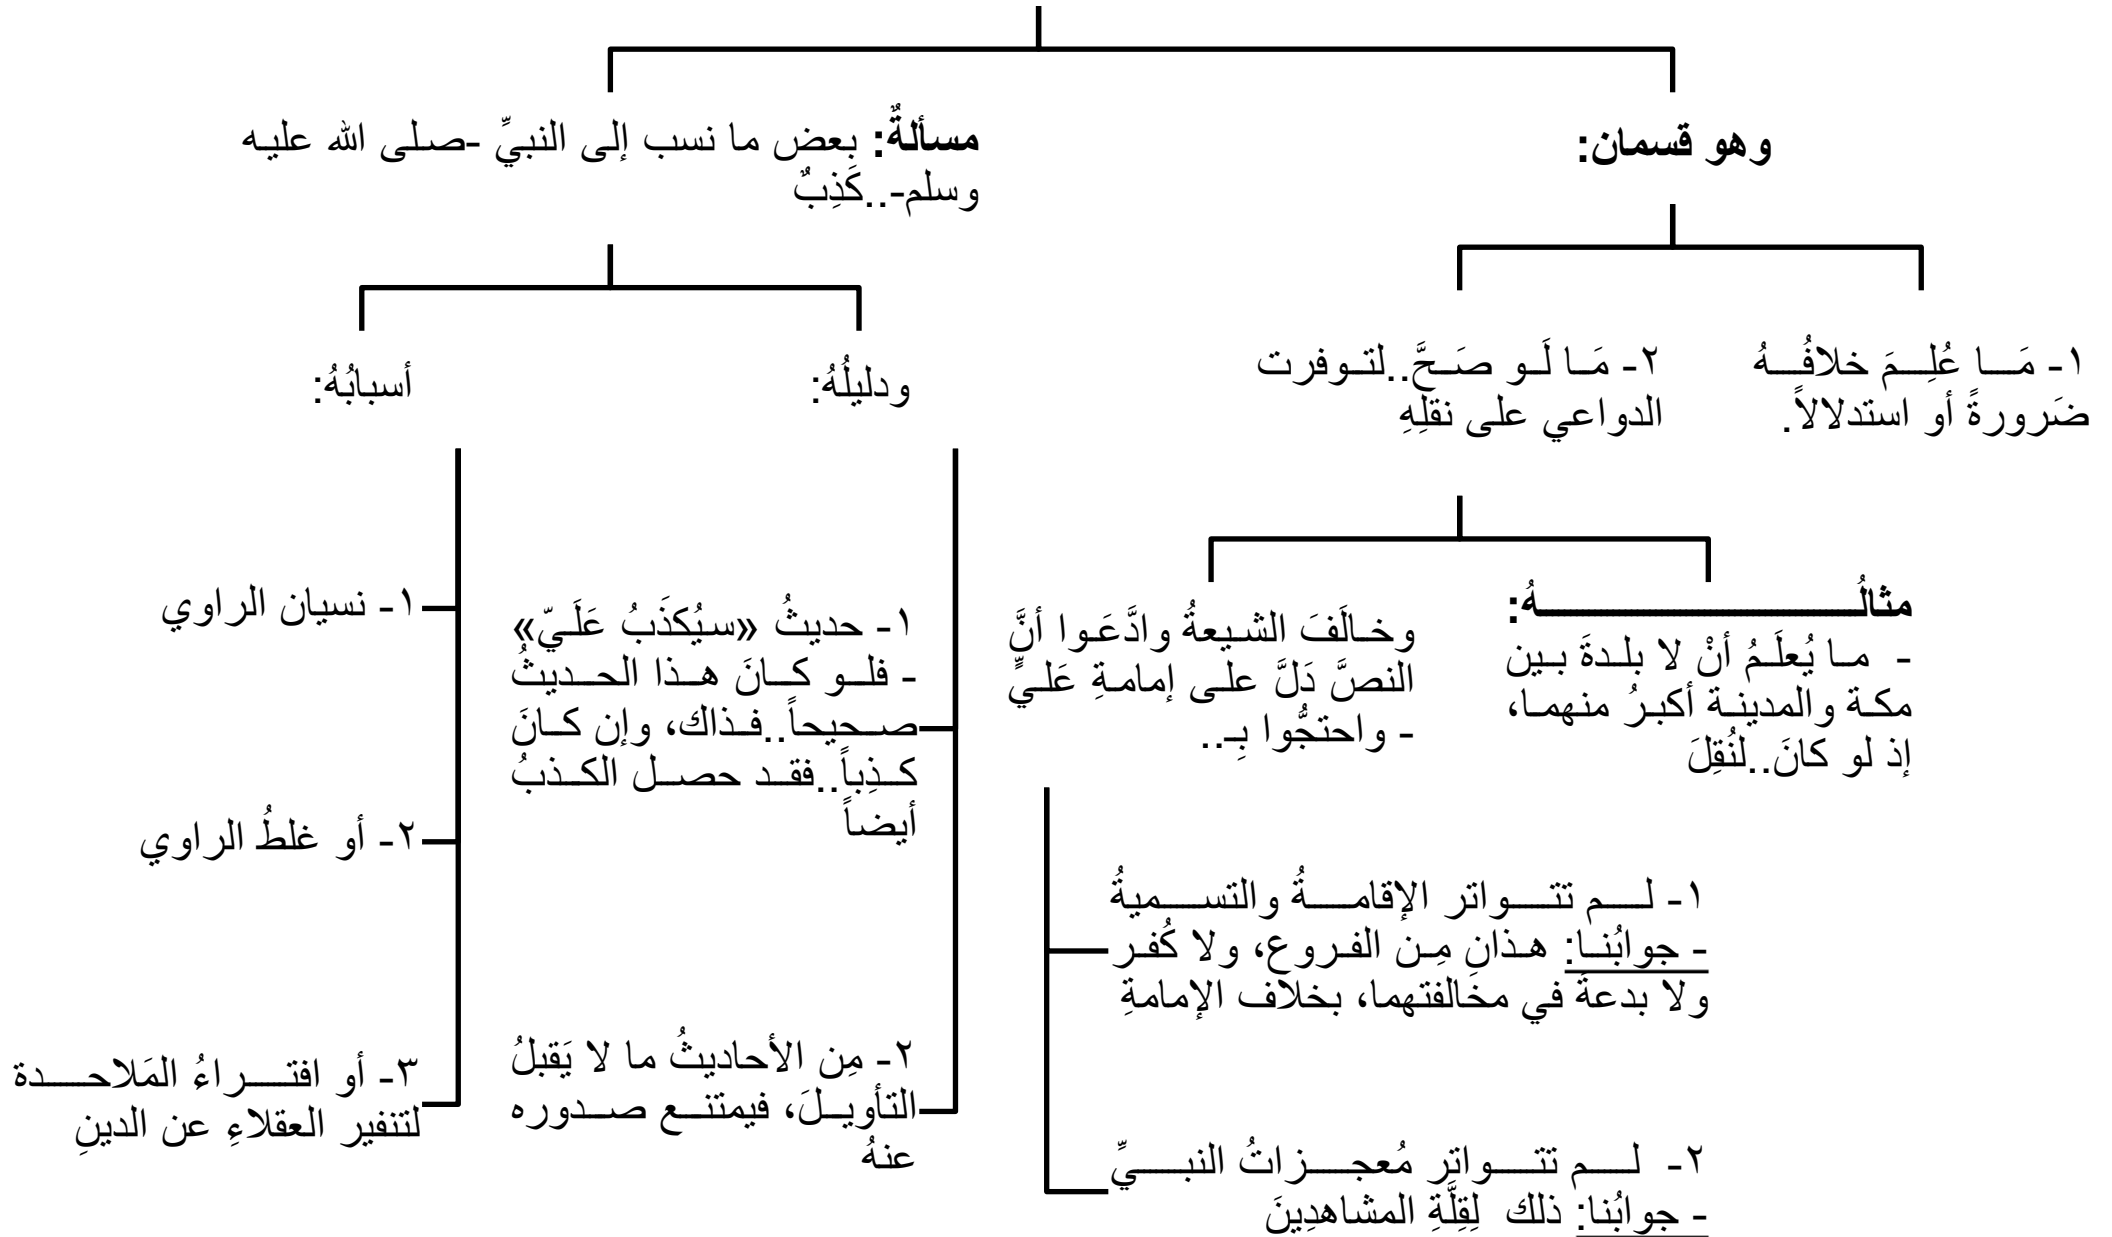 وهو قسمان:
١- مَا عُلِمَ خلافُهُ
ضَرورةً أو استدلالاً.
٢- مَا لَو صَحَّ..لتوفرت
الدواعي على نقلِهِ
مثالُهُ:
- ما يُعلَمُ أنْ لا بلدةَ بين
مكة والمدينة أكبرُ منهما،
إذ لو كانَ..لنُقِلَ
وخالَفَ الشيعةُ وادَّعَوا أنَّ
النصَّ دَلَّ على إمامةِ عَليٍّ
- واحتجُّوا بِـ..
١- لم تتواتر الإقامةُ والتسميةُ
- جوابُنا: هذانِ مِن الفروع، ولا كُفر
ولا بدعةَ في مخالفتهما، بخلاف الإمامةِ
٢- لم تتواتر مُعجزاتُ النبيِّ
- جوابُنا: ذلك لِقِلَّةِ المشاهدِينَ
مسألةٌ: بعض ما نسب إلى النبيِّ -صلى الله عليه
وسلم-..كَذِبٌ
ودليلُهُ:
١- حديثُ «سيُكذَبُ عَلَيّ»
- فلو كانَ هذا الحديثُ
صحيحاً..فذاك، وإن كانَ
كذِباً..فقد حصل الكذبُ
أيضاً
٢- مِن الأحاديثُ ما لا يَقبلُ
التأويلَ، فيمتنع صدوره
عنهُ
أسبابُهُ:
١- نسيان الراوي
٢- أو غلطُ الراوي
٣- أو افتراءُ المَلاحدة
لتنفير العقلاءِ عن الدينِ